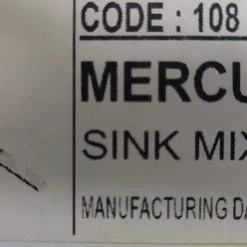 CODE : 108
MERCU
SINK MIX
MANUFACTURING DA